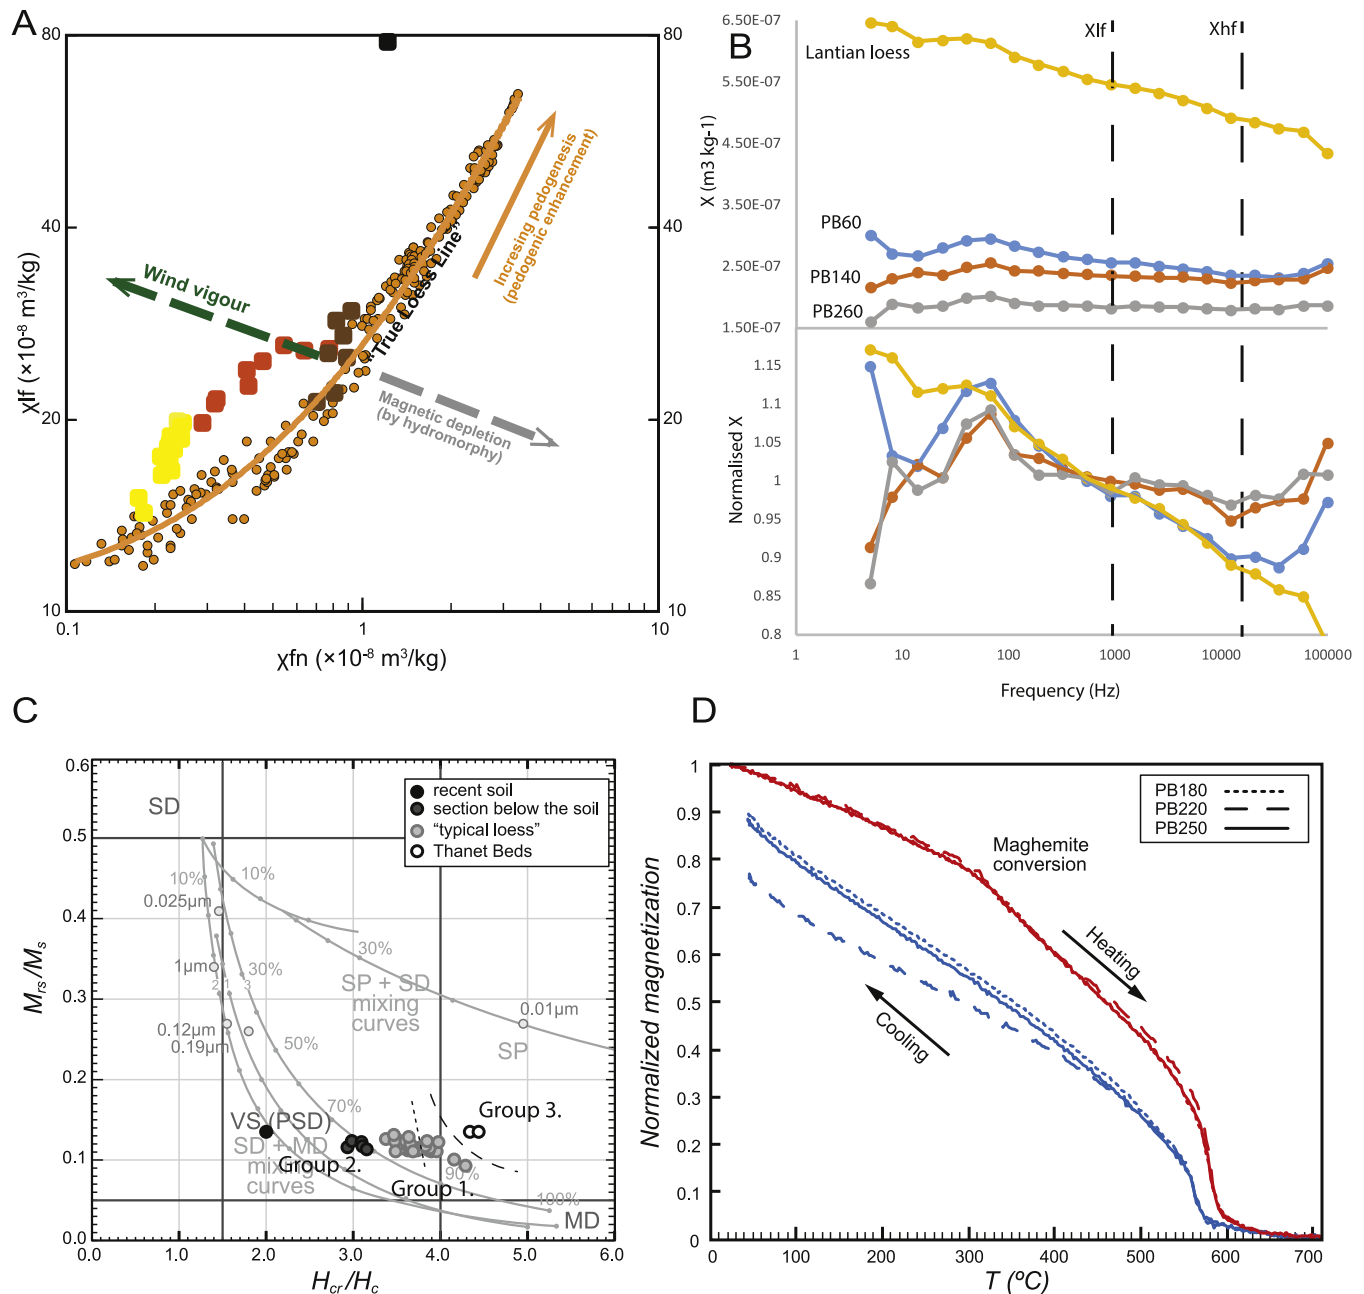 A
80
80
40
40
20
20
10
10
0.1
1
10
χlf (×10-8 m3/kg)
χfn (×10-8 m3/kg)
Wind vigour
"True Loess Line"
Incresing pedogenesis
(pedogenic enhancement)
Magnetic depletion
(by hydromorphy)
B
6.50E-07
5.50E-07
4.50E-07
3.50E-07
2.50E-07
1.50E-07
X (m3 kg-1)
Lantian loess
Xlf
Xhf
PB60
PB140
PB260
1.15
1.1
1.05
1
0.95
0.9
0.85
0.8
Normalised X
1
10
100
1000
10000
100000
Frequency (Hz)
C
0.6
0.5
0.4
0.3
0.2
0.1
0.0
Mrs/Ms
SD
recent soil
section below the soil
"typical loess"
Thanet Beds
10%
10%
0.025μm
30%
1μm
2
1
3
30%
SP + SD
mixing
curves
0.01μm
SP
0.12μm
0.19μm
50%
70%
Group 3.
VS (PSD)
SD + MD
mixing
curves
Group 2.
90%
Group 1.
100%
MD
0.0
1.0
2.0
3.0
4.0
5.0
6.0
Hcr/Hc
D
1
0.9
0.8
0.7
0.6
0.5
0.4
0.3
0.2
0.1
0
Normalized magnetization
PB180
PB220
PB250
Maghemite
conversion
Heating
Cooling
0
100
200
300
400
500
600
700
T (ºC)